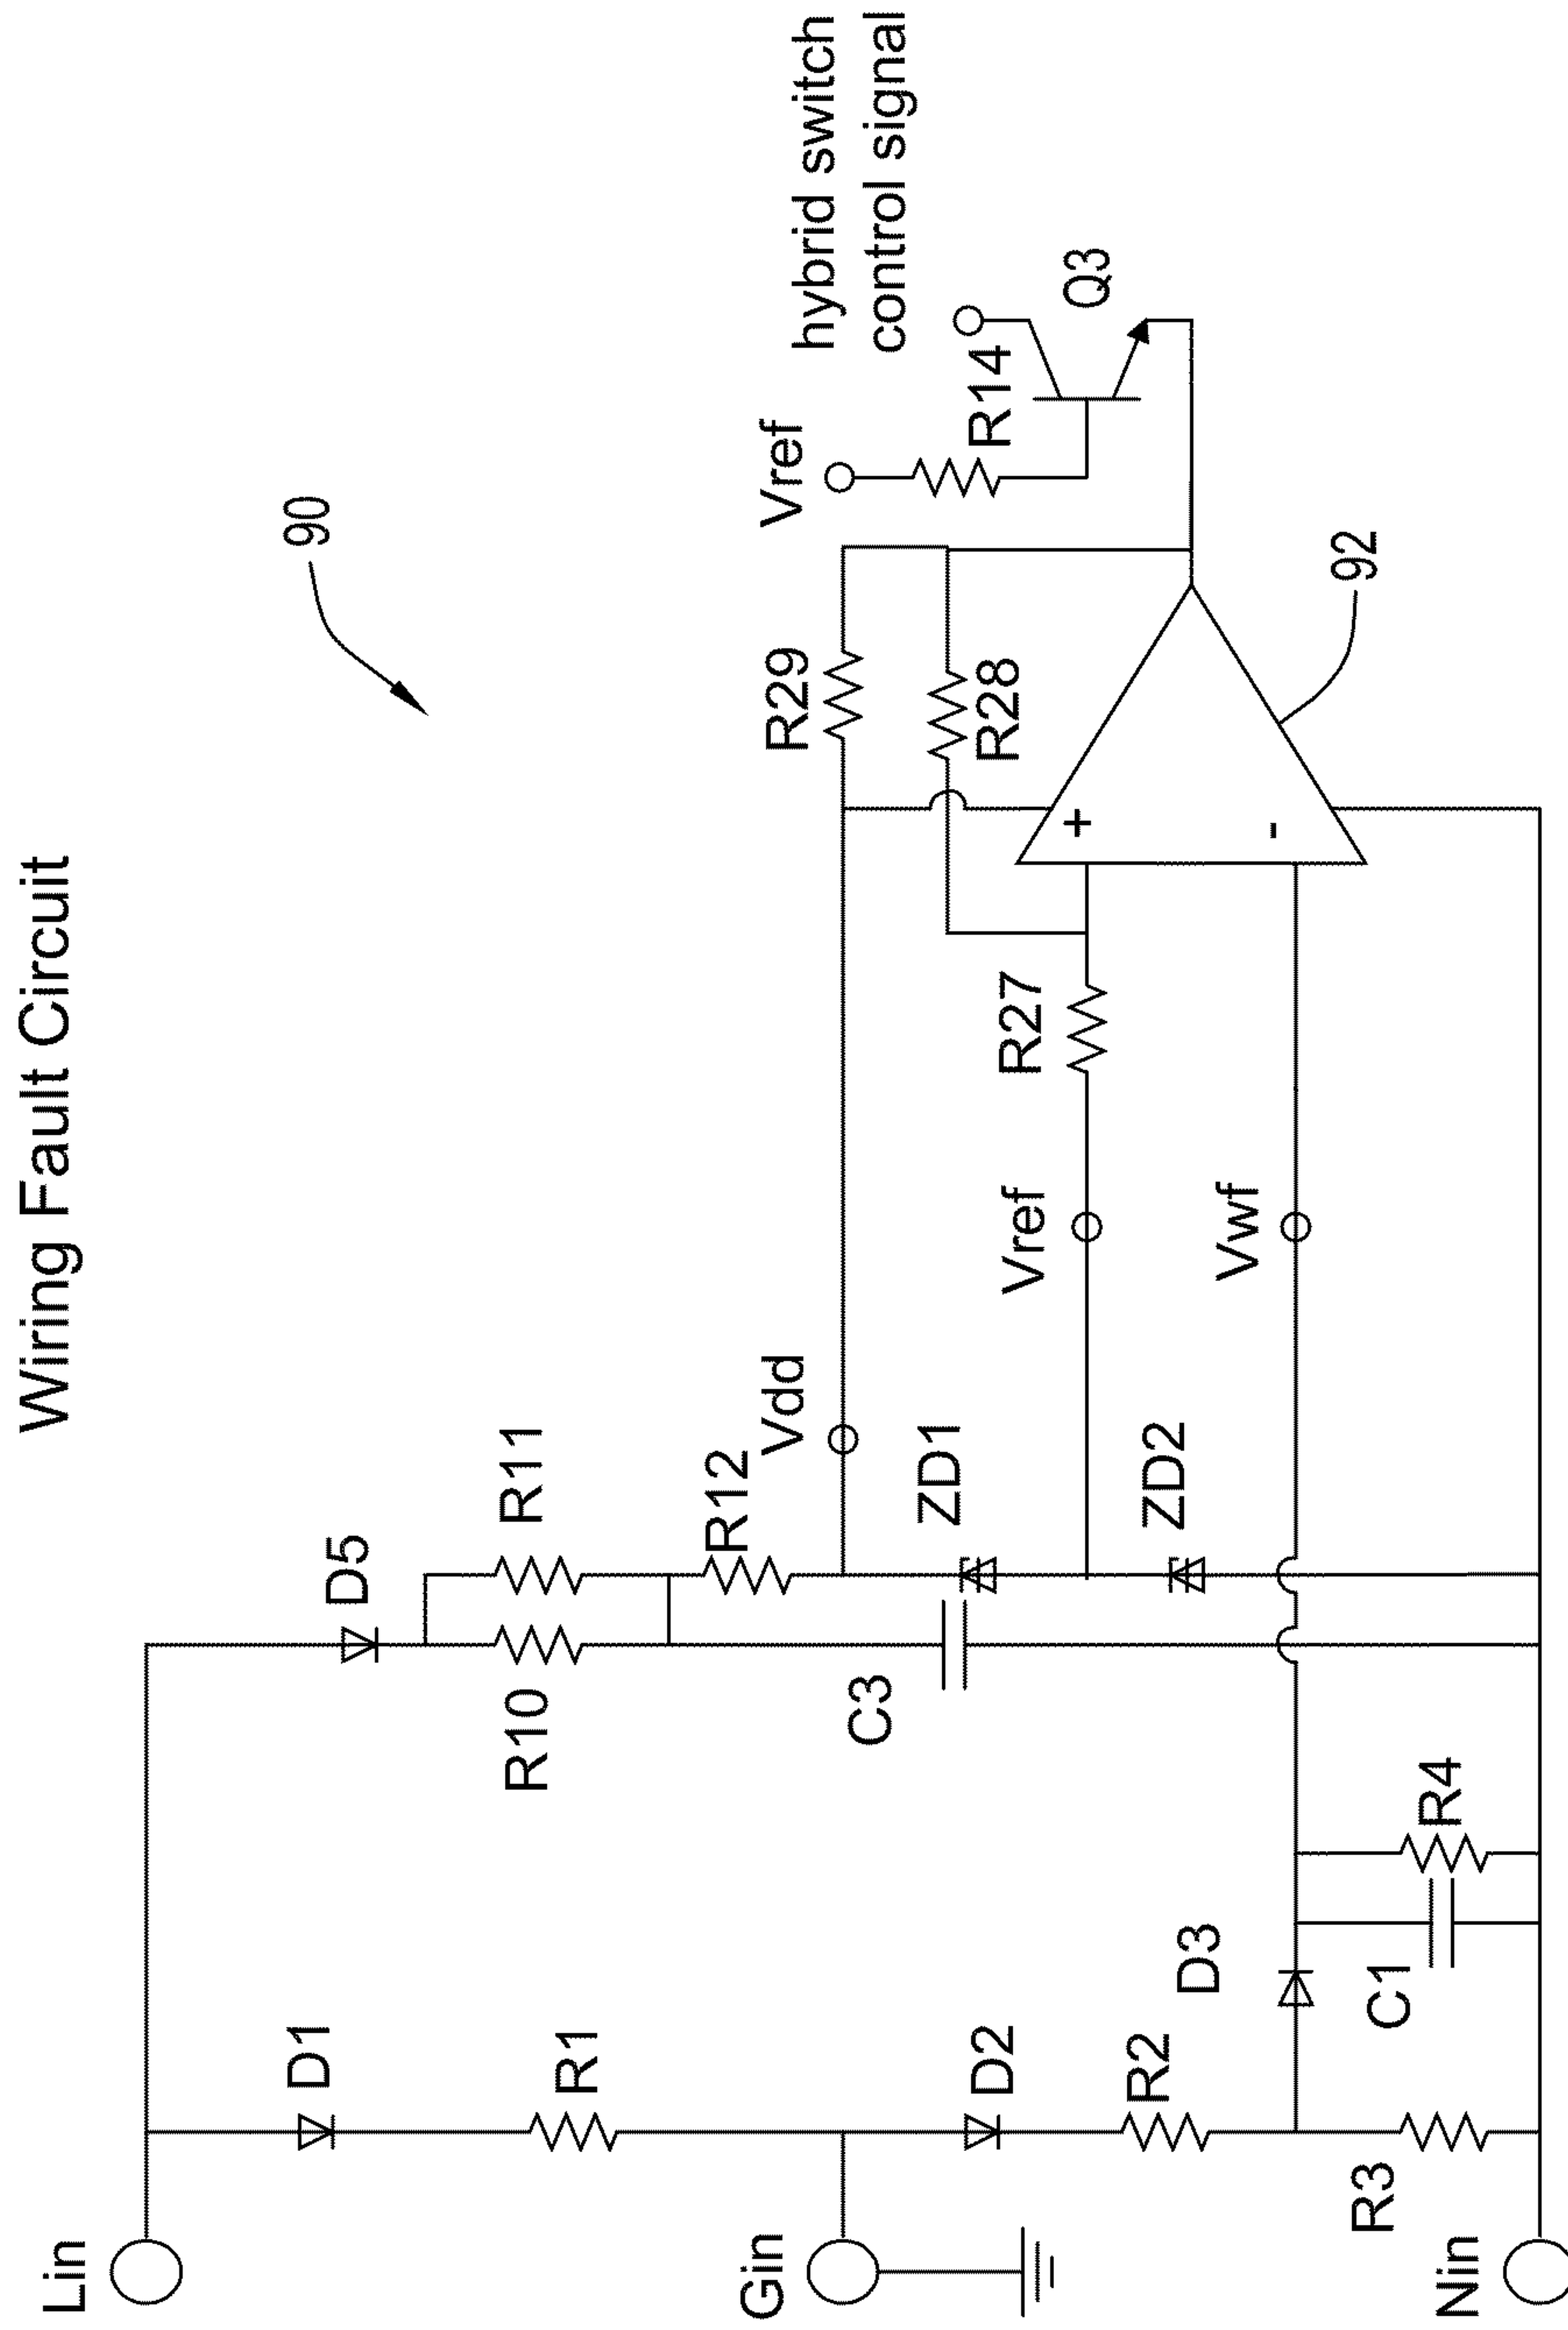 Wiring Fault Circuit
90
Lin
Gin
Nin
D1
R1
D2
R2
R3
D3
C1
R4
D5
R10
R11
R12
C3
Vdd
ZD1
ZD2
Vref
Vwf
R27
R28
R29
+
-
92
Vref
R14
Q3
hybrid switch
control signal